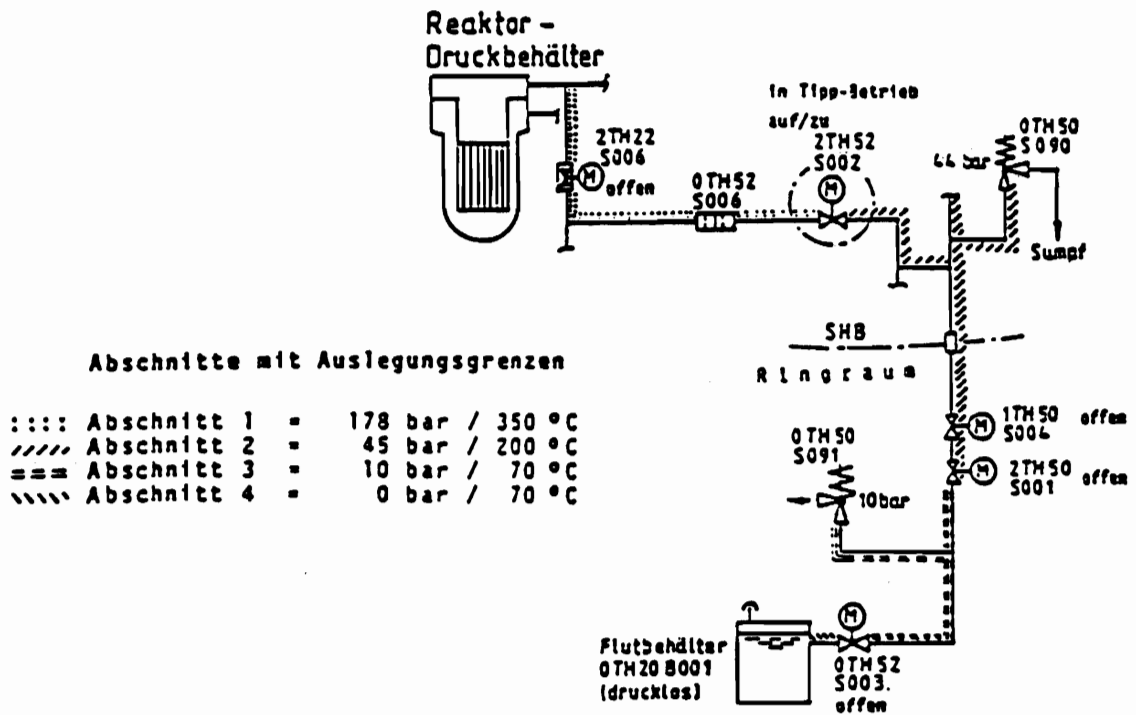 Reaktor-
Druckbehälter
in Tipp-Betrieb
auf/zu
2TH52
S002
M
0TH50
S090
44 bar
Sumpf
2TH22
S006
M
offen
0TH52
S006
SHB
Ringraum
Abschnitte mit Auslegungsgrenzen
Abschnitt 1 = 178 bar / 350 °C
Abschnitt 2 = 45 bar / 200 °C
Abschnitt 3 = 10 bar / 70 °C
Abschnitt 4 = 0 bar / 70 °C
1TH50
S004
M
offen
2TH50
S001
M
offen
0TH50
S091
10bar
M
Flutbehälter
0TH20B001
(drucklos)
0TH52
S003.
offen